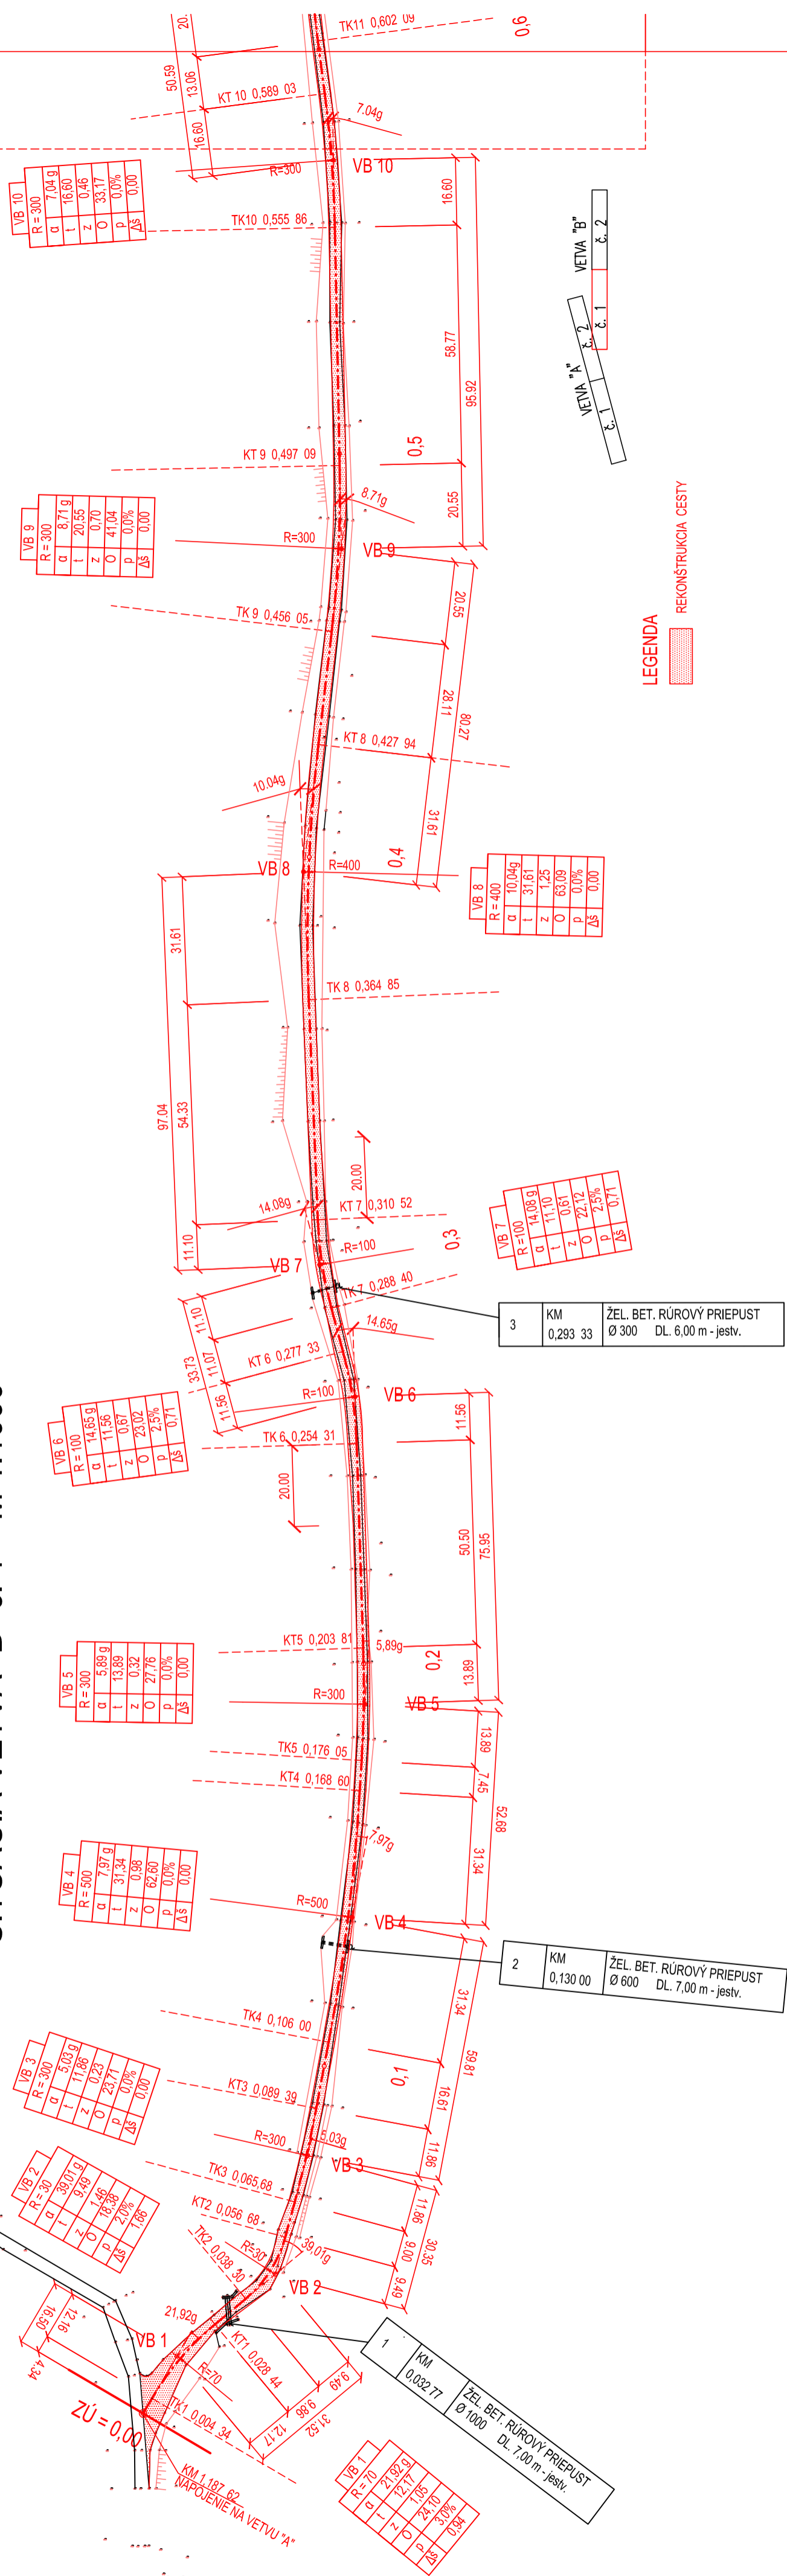 TK11 0,602 09
0,6
20.
50.59
13.06
16.60
KT 10 0,589 03
7.04g
R=300
VB 10
TK10 0,555 86
VB 10
R = 300
α 7,04 g
t 16,60
z 0,46
O 33,17
p 0,0%
Δš 0,00
16.60
58.77
95.92
20.55
0,5
VETVA "A"
č. 1 č. 2
VETVA "B"
č. 1 č. 2
KT 9 0,497 09
8.71g
R=300
VB 9
TK 9 0,456 05
VB 9
R = 300
α 8,71 g
t 20,55
z 0,70
O 41,04
p 0,0%
Δš 0,00
LEGENDA
REKONŠTRUKCIA CESTY
20.55
28.11
80.27
31.61
KT 8 0,427 94
10.04g
0,4
VB 8
R=400
VB 8
R = 400
α 10,04g
t 31,61
z 1,25
O 63,09
p 0,0%
Δš 0,00
31.61
97.04
54.33
11.10
TK 8 0,364 85
20.00
14.08g
KT 7 0,310 52
R=100
VB 7
0,3
VB 7
R =100
α 14,08 g
t 11,10
z 0,61
O 22,12
p 2,5%
Δš 0,71
TK 7 0,288 40
3 KM 0,293 33 ŽEL. BET. RÚROVÝ PRIEPUST
Ø 300 DL. 6,00 m - jestv.
11.10
33.73
11.07
11.56
KT 6 0,277 33
14.65g
R=100
VB 6
TK 6 0,254 31
20.00
VB 6
R = 100
α 14,65 g
t 11,56
z 0,67
O 23,02
p 2,5%
Δš 0,71
11.56
50.50
75.95
13.89
KT5 0,203 81
5,89g
0,2
R=300
VB 5
VB 5
R = 300
α 5,89 g
t 13,89
z 0,32
O 27,76
p 0,0%
Δš 0,00
TK5 0,176 05
KT4 0,168 60
13.89
7.45
52.68
31.34
7,97g
R=500
VB 4
VB 4
R = 500
α 7,97 g
t 31,34
z 0,98
O 62,60
p 0,0%
Δš 0,00
2 KM 0,130 00 ŽEL. BET. RÚROVÝ PRIEPUST
Ø 600 DL. 7,00 m - jestv.
31.34
59.81
16.61
11.86
TK4 0,106 00
0,1
KT3 0,089 39
5,03g
R=300
VB 3
VB 3
R = 300
α 5,03 g
t 11,86
z 0,23
O 23,71
p 0,0%
Δš 0,00
TK3 0,065,68
KT2 0,056 68
11.86
30.35
9.00
9.49
39,01g
R=30
VB 2
TK2 0,038 30
VB 2
R = 30
α 39,01 g
t 9,49
z 1,46
O 18,38
p 2,0%
Δš 1,66
21,92g
VB 1
R=70
KT1 0,028 44
TK1 0,004 34
16.50
12.16
4.34
9.49
9.86
31.52
12.17
1 KM 0,032 77 ŽEL. BET. RÚROVÝ PRIEPUST
Ø 1000 DL. 7,00 m - jestv.
ZÚ = 0,00
KM 1,187 62
NAPOJENIE NA VETVU "A"
VB 1
R = 70
α 21,92 g
t 12,17
z 1,05
O 24,10
p 3,0%
Δš 0,94